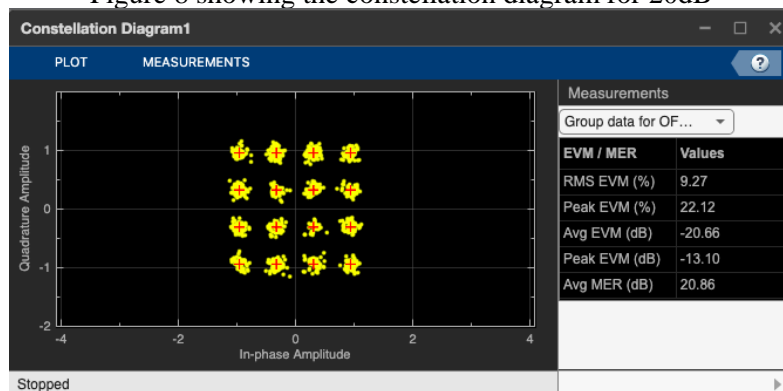 Figure 8 showing the constellation diagram for 20dB
Constellation Diagram1
PLOT MEASUREMENTS
?
Measurements
Group data for OF...
EVM / MER Values
RMS EVM (%) 9.27
Peak EVM (%) 22.12
Avg EVM (dB) -20.66
Peak EVM (dB) -13.10
Avg MER (dB) 20.86
Quadrature Amplitude
1
0
-1
-2
-4 -2 0 2 4
In-phase Amplitude
Stopped